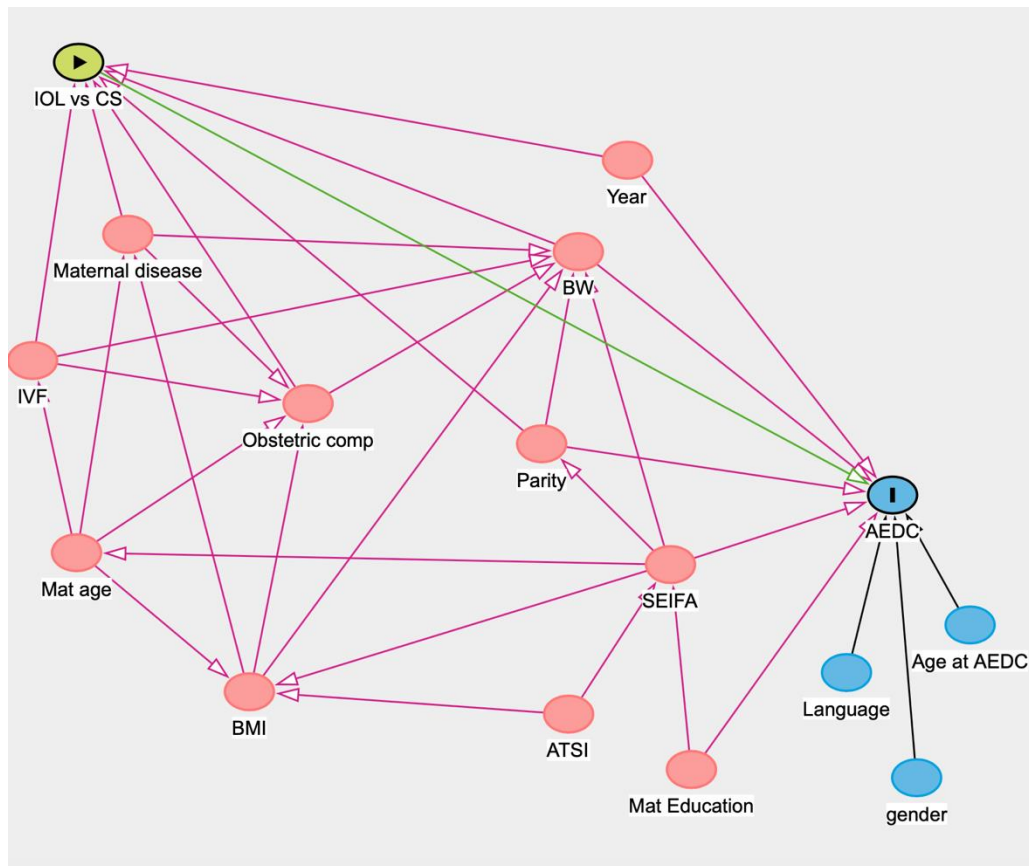 IOL vs CS
Year
Maternal disease
BW
IVF
Obstetric comp
Parity
AEDC
Mat age
SEIFA
Age at AEDC
Language
BMI
ATSI
Mat Education
gender